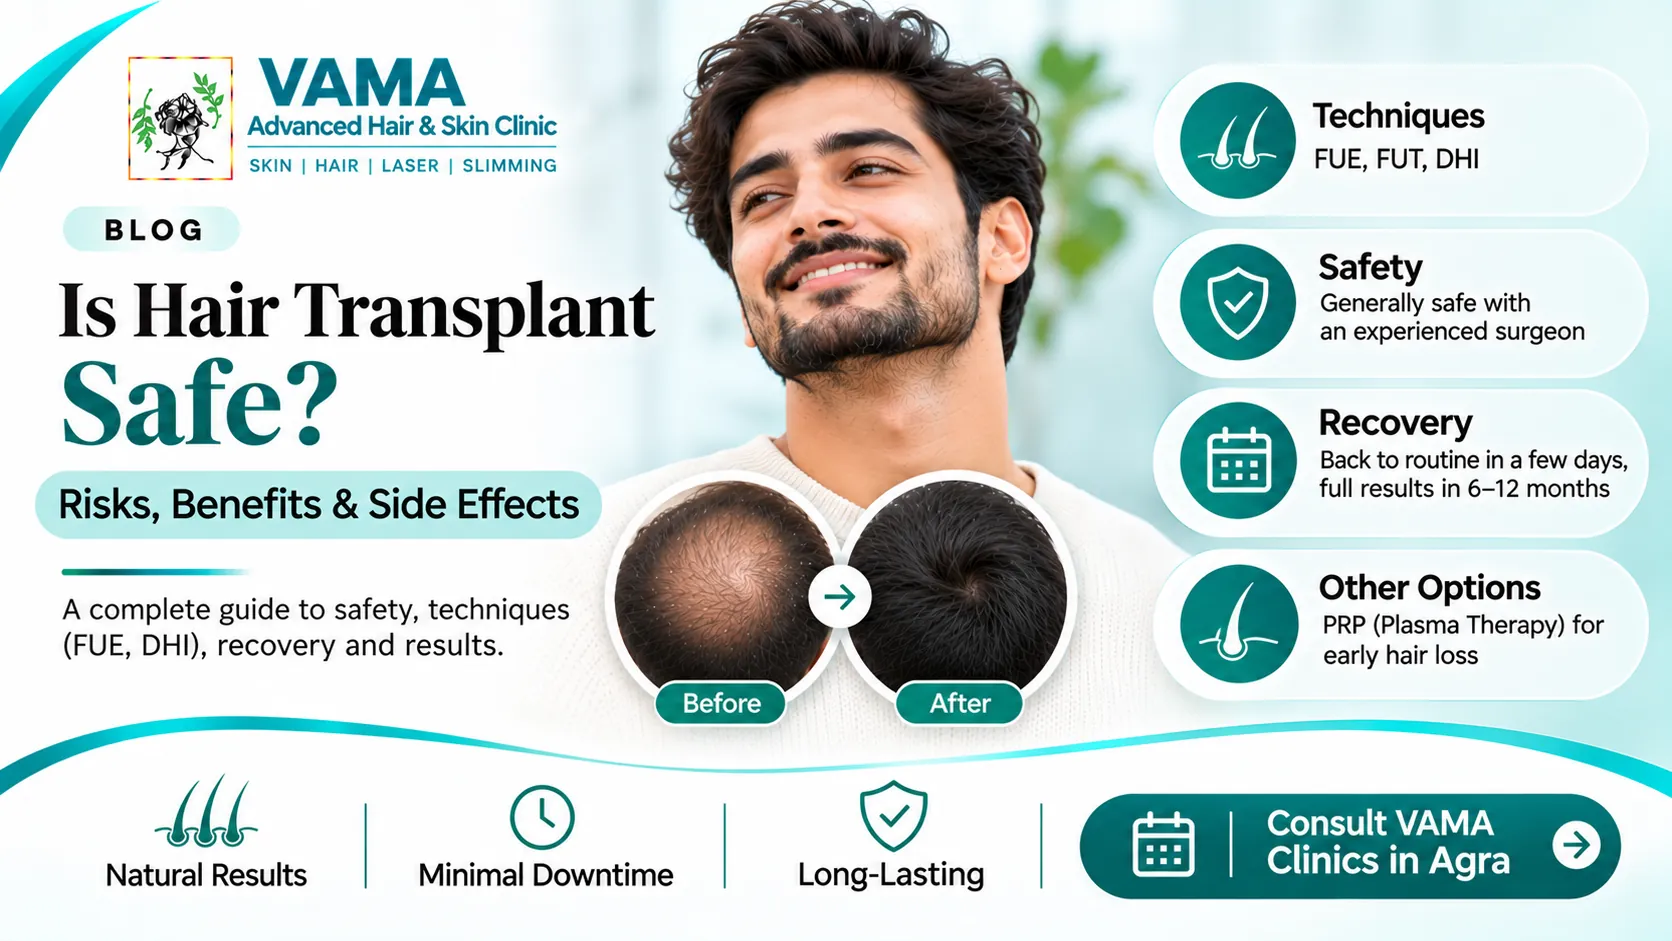 VAMA
Advanced Hair & Skin Clinic
SKIN | HAIR | LASER | SLIMMING
BLOG
Is Hair Transplant
Safe?
Risks, Benefits & Side Effects
A complete guide to safety, techniques
(FUE, DHI), recovery and results.
Before
After
Techniques
FUE, FUT, DHI
Safety
Generally safe with
an experienced surgeon
Recovery
Back to routine in a few days,
full results in 6–12 months
Other Options
PRP (Plasma Therapy) for
early hair loss
Natural Results
Minimal Downtime
Long-Lasting
Consult VAMA
Clinics in Agra